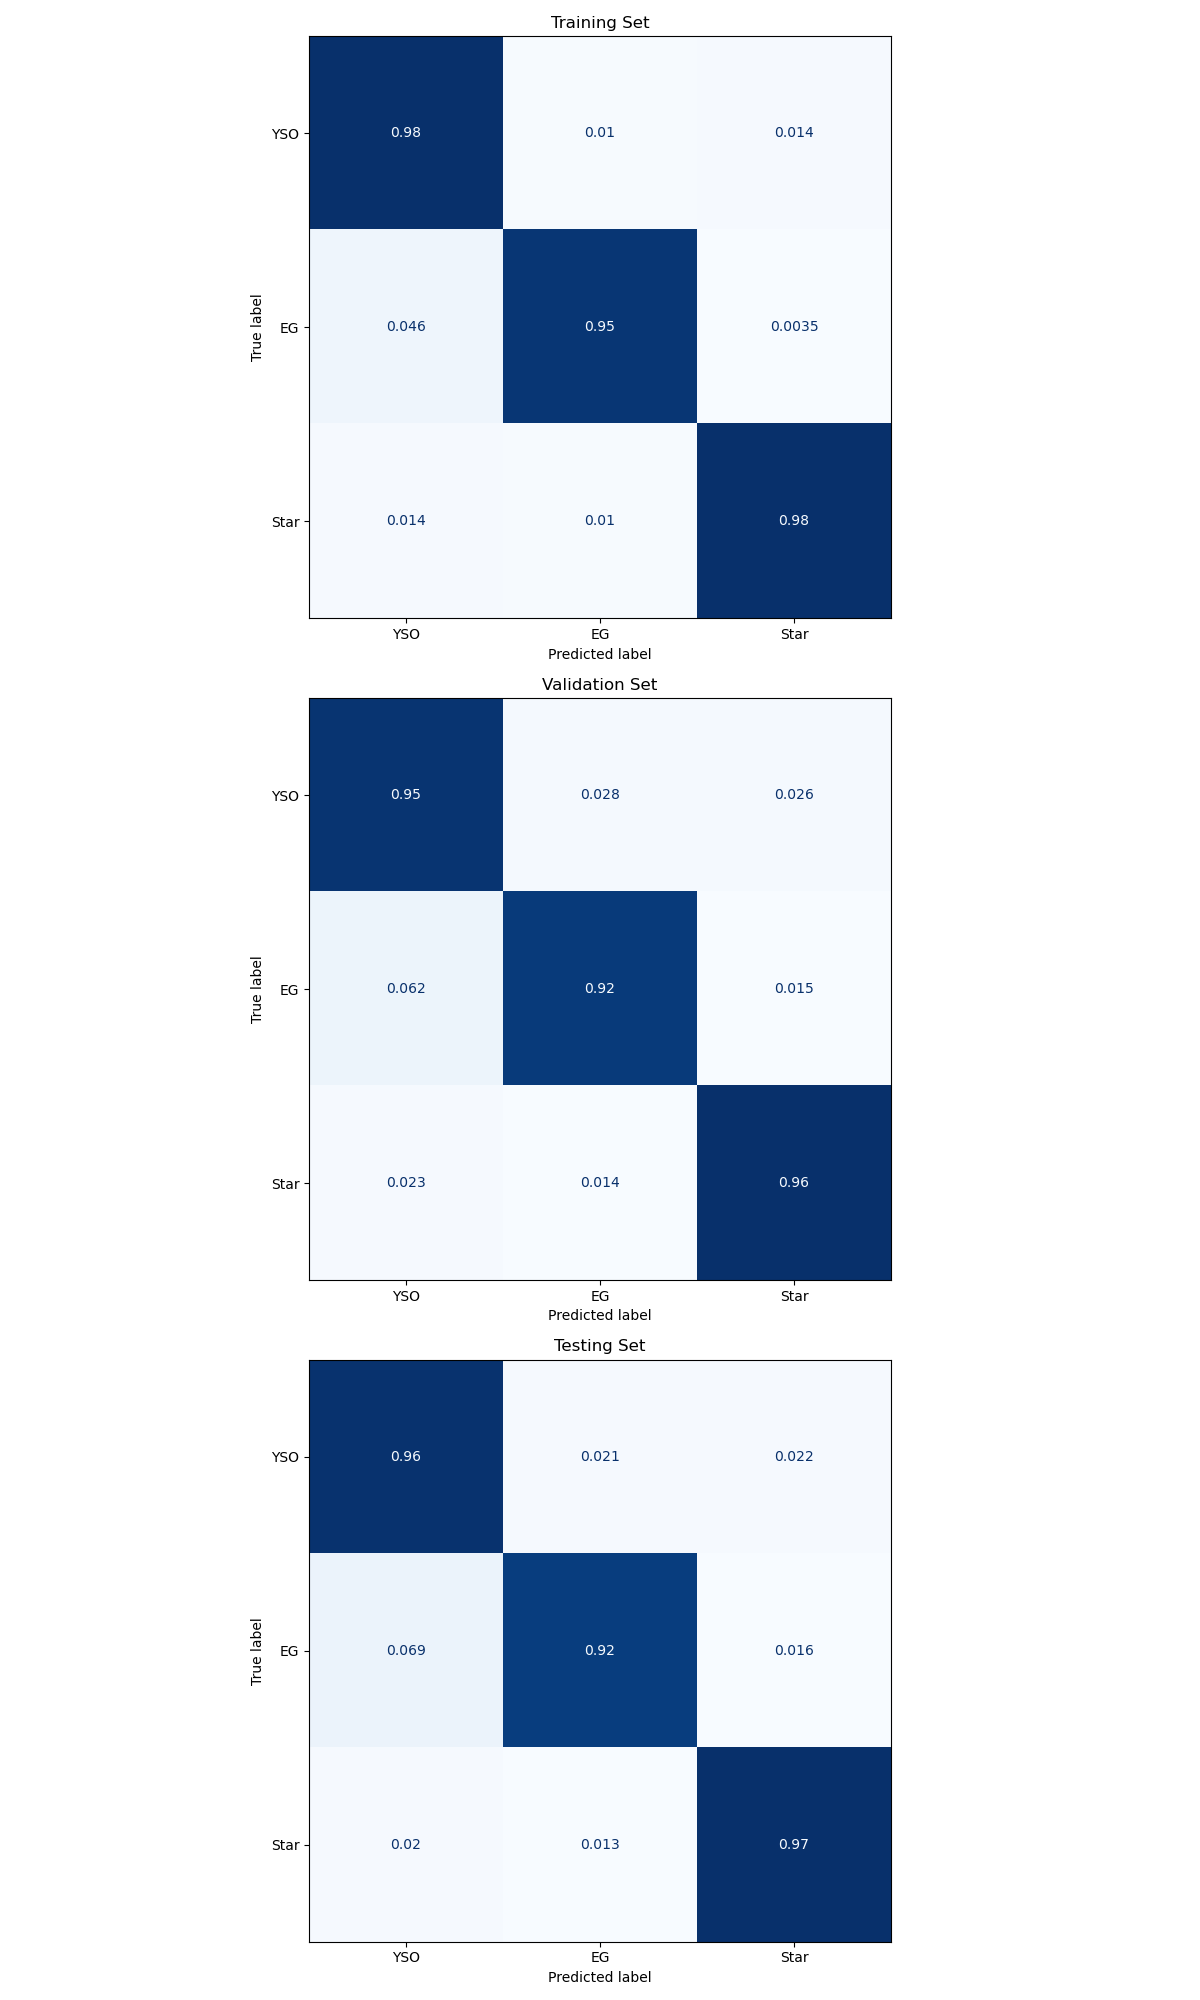 Training Set
YSO 0.98 0.01 0.014
EG 0.046 0.95 0.0035
Star 0.014 0.01 0.98
True label
YSO EG Star
Predicted label
Validation Set
YSO 0.95 0.028 0.026
EG 0.062 0.92 0.015
Star 0.023 0.014 0.96
True label
YSO EG Star
Predicted label
Testing Set
YSO 0.96 0.021 0.022
EG 0.069 0.92 0.016
Star 0.02 0.013 0.97
True label
YSO EG Star
Predicted label